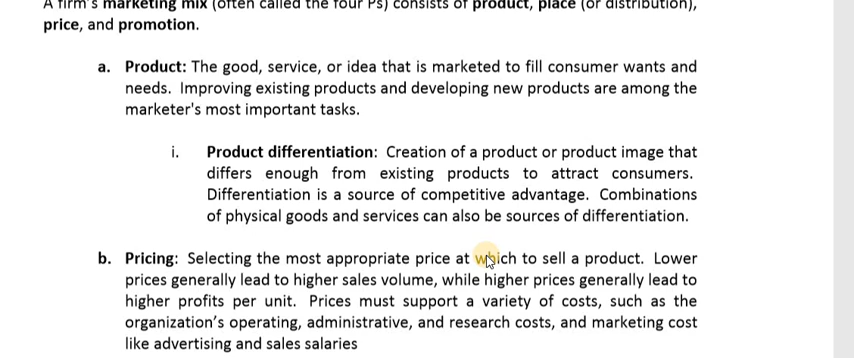 A firm's marketing mix (often called the four Ps) consists of product, place (or distribution),
price, and promotion.
a. Product: The good, service, or idea that is marketed to fill consumer wants and
needs. Improving existing products and developing new products are among the
marketer's most important tasks.
i. Product differentiation: Creation of a product or product image that
differs enough from existing products to attract consumers.
Differentiation is a source of competitive advantage. Combinations
of physical goods and services can also be sources of differentiation.
b. Pricing: Selecting the most appropriate price at which to sell a product. Lower
prices generally lead to higher sales volume, while higher prices generally lead to
higher profits per unit. Prices must support a variety of costs, such as the
organization's operating, administrative, and research costs, and marketing cost
like advertising and sales salaries